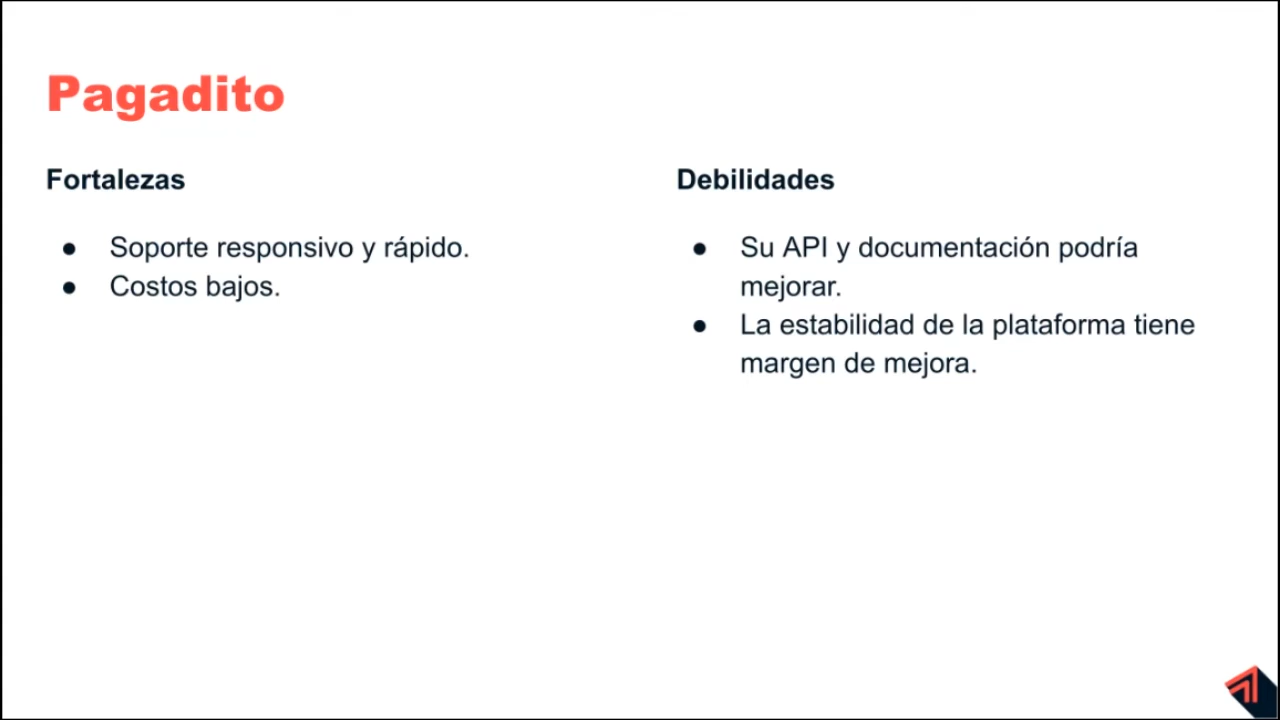 Pagadito
Fortalezas
● Soporte responsivo y rápido.
● Costos bajos.
Debilidades
● Su API y documentación podría
mejorar.
● La estabilidad de la plataforma tiene
margen de mejora.